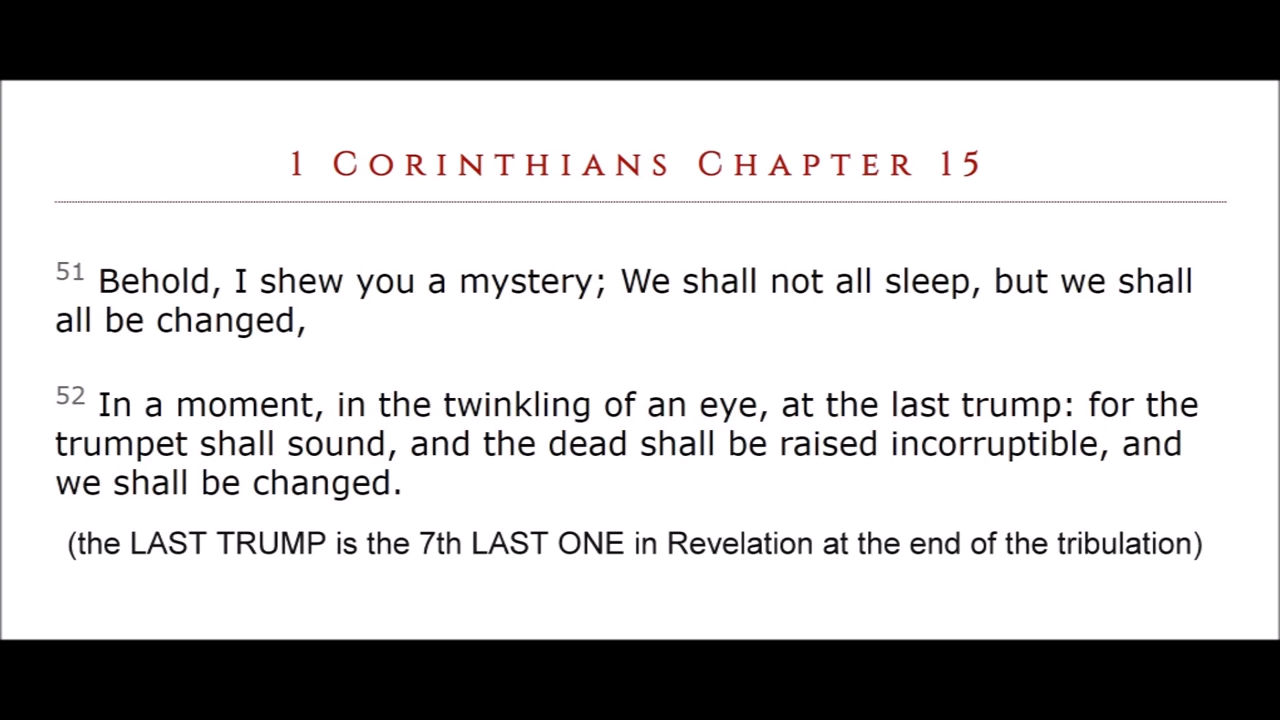 1 Corinthians Chapter 15
51 Behold, I shew you a mystery; We shall not all sleep, but we shall
all be changed,
52 In a moment, in the twinkling of an eye, at the last trump: for the
trumpet shall sound, and the dead shall be raised incorruptible, and
we shall be changed.
(the LAST TRUMP is the 7th LAST ONE in Revelation at the end of the tribulation)